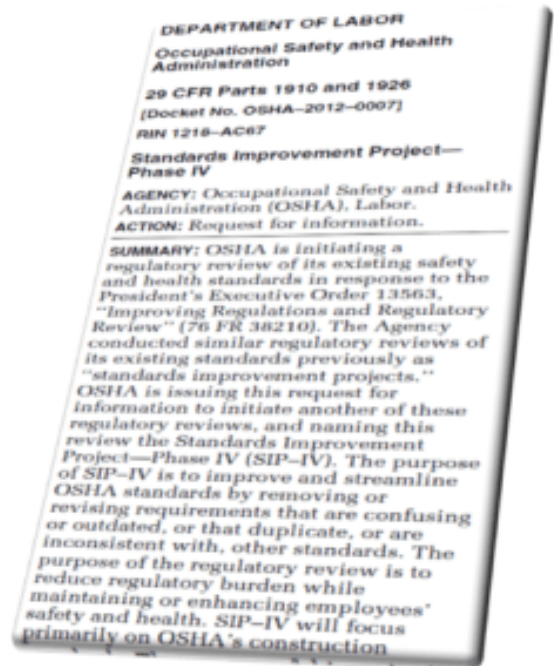 DEPARTMENT OF LABOR
Occupational Safety and Health
Administration
29 CFR Parts 1910 and 1926
[Docket No. OSHA–2012–0007]
RIN 1218–AC67
Standards Improvement Project—
Phase IV
AGENCY: Occupational Safety and Health
Administration (OSHA), Labor.
ACTION: Request for information.
SUMMARY: OSHA is initiating a
regulatory review of its existing safety
and health standards in response to the
President's Executive Order 13563,
"Improving Regulations and Regulatory
Review" (76 FR 38210). The Agency
conducted similar regulatory reviews of
its existing standards previously as
"standards improvement projects."
OSHA is issuing this request for
information to initiate another of these
regulatory reviews, and naming this
review the Standards Improvement
Project—Phase IV (SIP–IV). The purpose
of SIP–IV is to improve and streamline
OSHA standards by removing or
revising requirements that are confusing
or outdated, or that duplicate, or are
inconsistent with, other standards. The
purpose of the regulatory review is to
reduce regulatory burden while
maintaining or enhancing employees'
safety and health. SIP–IV will focus
primarily on OSHA's construction